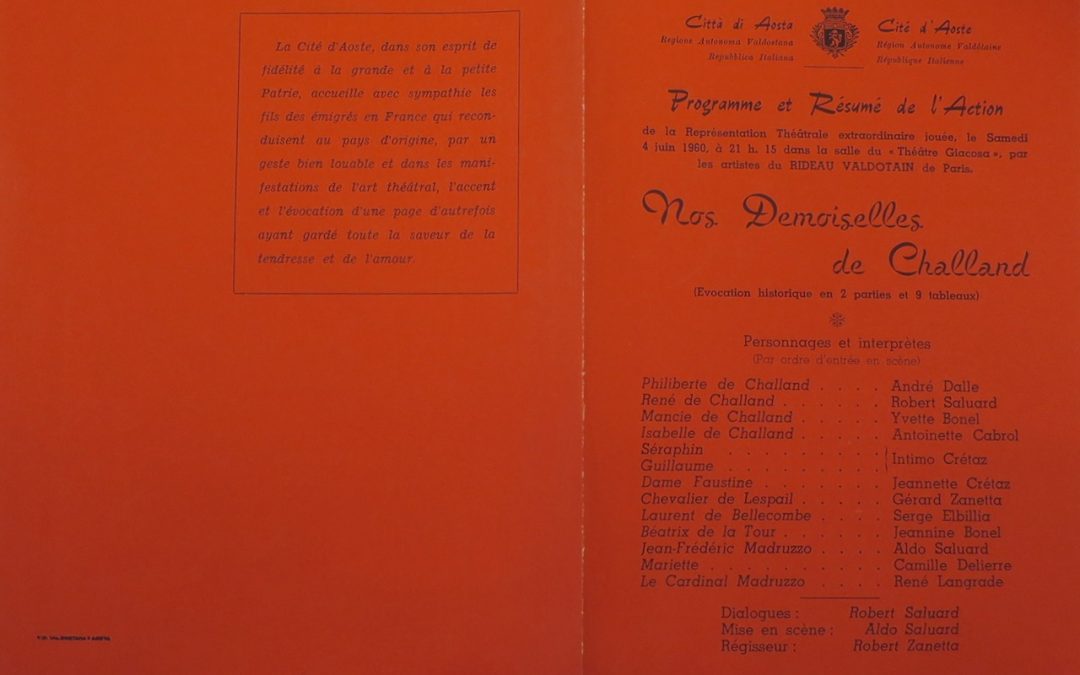 La Cité d'Aoste, dans son esprit de
fidélité à la grande et à la petite
Patrie, accueille avec sympathie les
fils des émigrés en France qui recon-
duisent au pays d'origine, par un
geste bien louable et dans les mani-
festations de l'art théâtral, l'accent
et l'évocation d'une page d'autrefois
ayant gardé toute la saveur de la
tendresse et de l'amour.
Città di Aosta
Regione Autonoma Valdostana
Repubblica Italiana
Cité d'Aoste
Région Autonome Valdôtaine
République Italienne
Programme et Résumé de l'Action
de la Représentation Théâtrale extraordinaire jouée, le Samedi
4 juin 1960, à 21 h. 15 dans la salle du « Théâtre Giacosa », par
les artistes du RIDEAU VALDOTAIN de Paris.
Nos Demoiselles
de Challand
(Evocation historique en 2 parties et 9 tableaux)
Personnages et interprètes
(Par ordre d'entrée en scène)
Philiberte de Challand . . . . André Dalle
René de Challand . . . . . . Robert Saluard
Mancie de Challand . . . . . Yvette Bonel
Isabelle de Challand . . . . . Antoinette Cabrol
Séraphin . . . . . . . . .
Guillaume . . . . . . . . . Intimo Crétaz
Dame Faustine . . . . . . . Jeannette Crétaz
Chevalier de Lespail . . . . . Gérard Zanetta
Laurent de Bellecombe . . . . Serge Elbillia
Beatrix de la Tour . . . . . . Jeannine Bonel
Jean-Frédéric Madruzzo . . . . Aldo Saluard
Mariette . . . . . . . . . . Camille Delierre
Le Cardinal Madruzzo . . . . René Langrade
Dialogues : Robert Saluard
Mise en scène : Aldo Saluard
Régisseur : Robert Zanetta